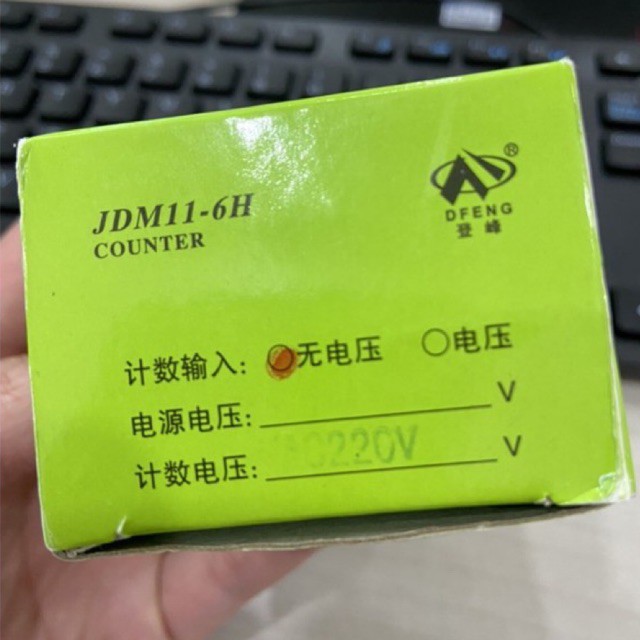 JDM11-6H
COUNTER
®
DFENG
登峰
计数输入: 无电压 电压
电源电压: V
AC220V
计数电压: V